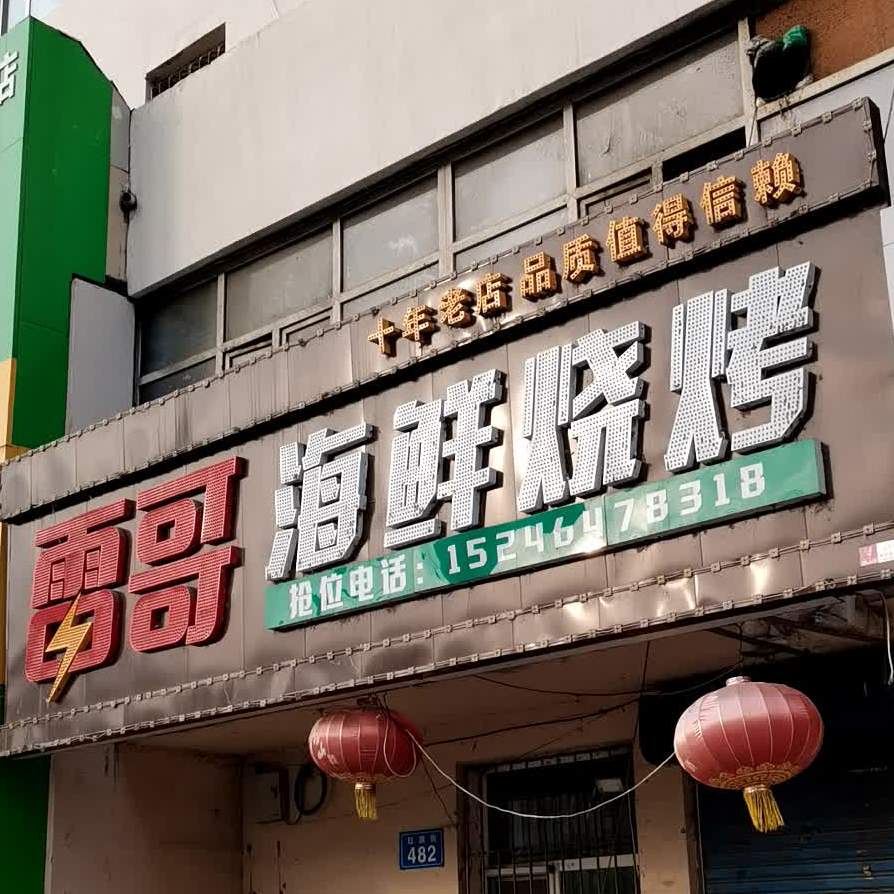 店
十年老店 品质值得信赖
雷哥
海鲜烧烤
抢位电话：15246478318
482